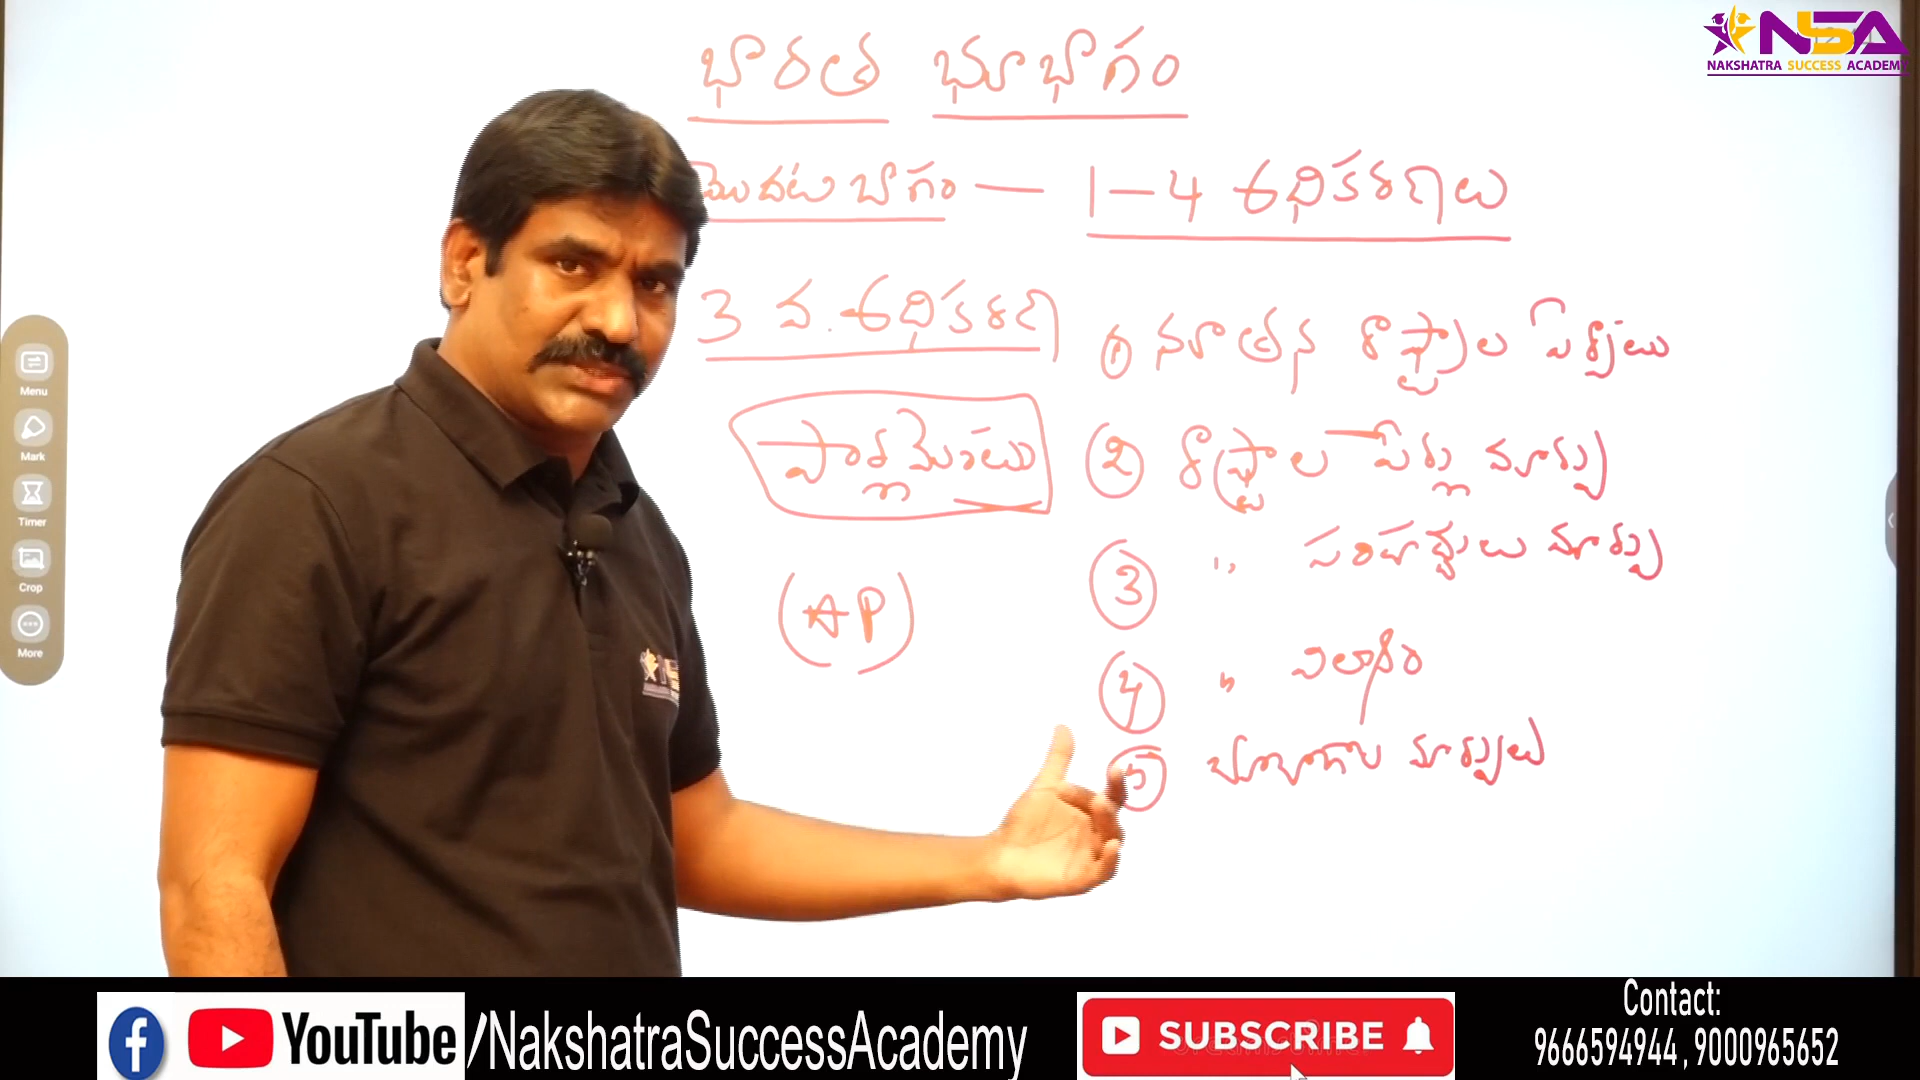 NSA
NAKSHATRA SUCCESS ACADEMY
భారత భూభాగం
మొదటి భాగం — 1-4 అధికరణలు
3 వ. అధికరణ
పార్లమెంటు
(AP)
① నూతన రాష్ట్రాల ఏర్పాటు
② రాష్ట్రాల పేర్లు మార్పు
③ " సరిహద్దులు మార్పు
④ " విలీనం
⑤ భూభాగాల మార్పులు
Menu
Mark
Timer
Crop
More
YouTube /NakshatraSuccessAcademy
SUBSCRIBE
Contact:
9666594944 , 9000965652